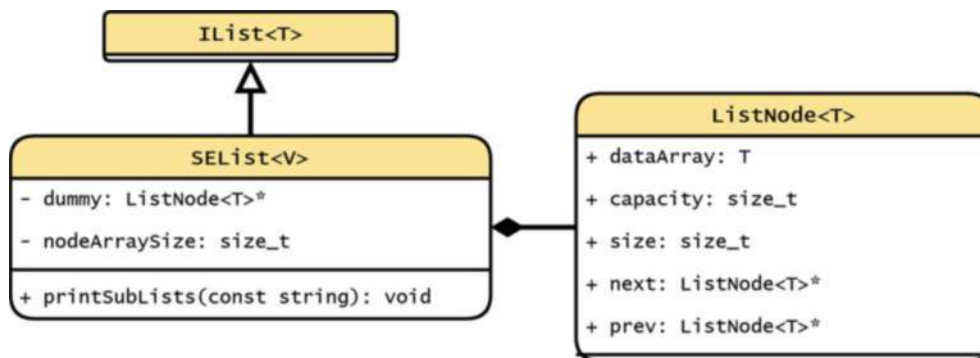 IList<T>
SEList<V>
- dummy: ListNode<T>*
- nodeArraySize: size_t
+ printSubLists(const string): void
ListNode<T>
+ dataArray: T
+ capacity: size_t
+ size: size_t
+ next: ListNode<T>*
+ prev: ListNode<T>*